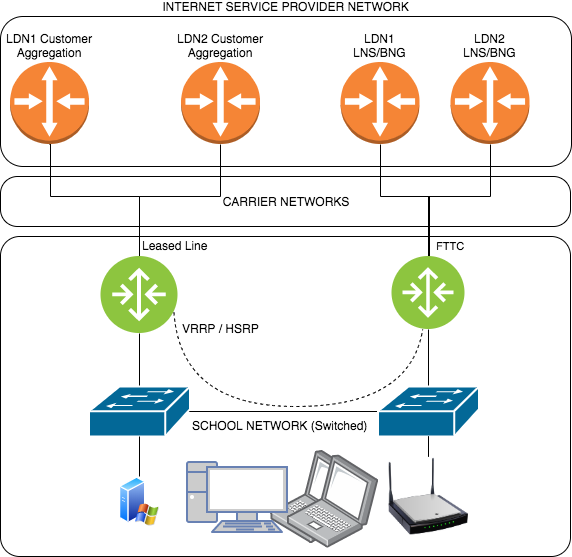 INTERNET SERVICE PROVIDER NETWORK
LDN1 Customer
Aggregation
LDN2 Customer
Aggregation
LDN1
LNS/BNG
LDN2
LNS/BNG
CARRIER NETWORKS
Leased Line
FTTC
VRRP / HSRP
SCHOOL NETWORK (Switched)